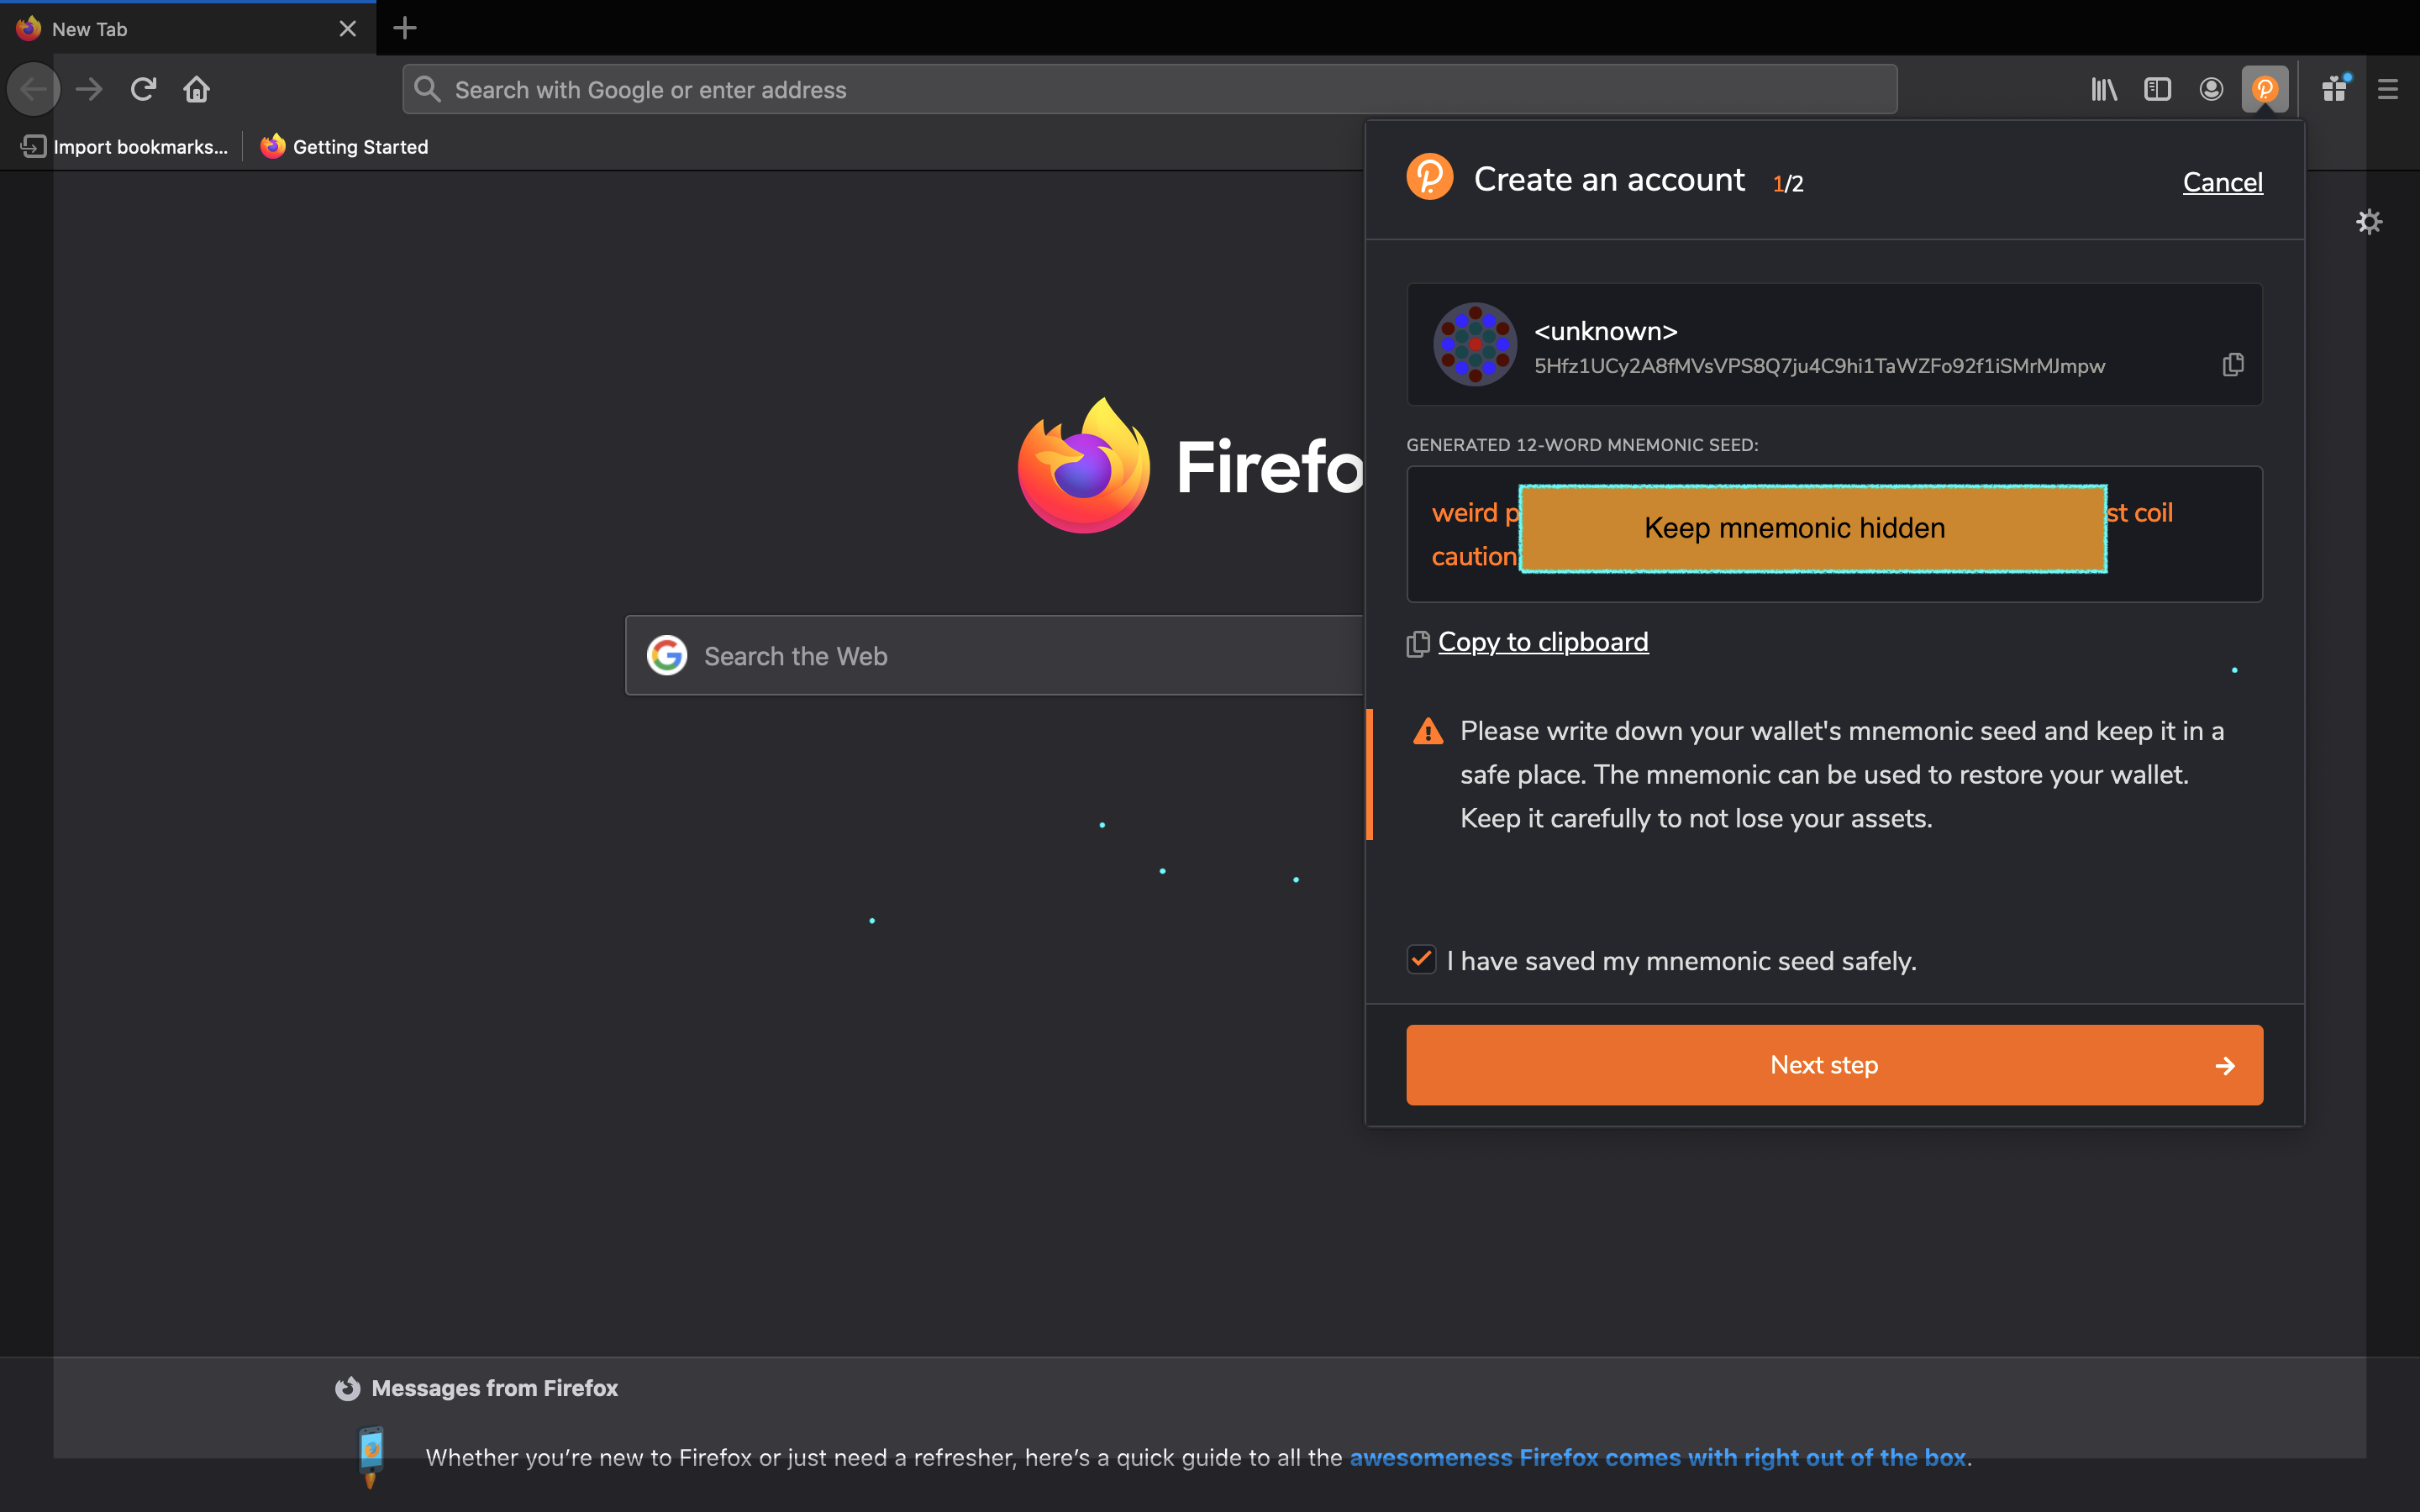 New Tab
Search with Google or enter address
Import bookmarks...
Getting Started
Create an account 1/2
Cancel
<unknown>
5Hfz1UCy2A8fMVsVPS8Q7ju4C9hi1TaWZFo92f1iSMrMJmpw
GENERATED 12-WORD MNEMONIC SEED:
weird p st coil
Keep mnemonic hidden
caution
Copy to clipboard
Please write down your wallet's mnemonic seed and keep it in a
safe place. The mnemonic can be used to restore your wallet.
Keep it carefully to not lose your assets.
I have saved my mnemonic seed safely.
Next step
Firefo
Search the Web
Messages from Firefox
Whether you’re new to Firefox or just need a refresher, here’s a quick guide to all the awesomeness Firefox comes with right out of the box.